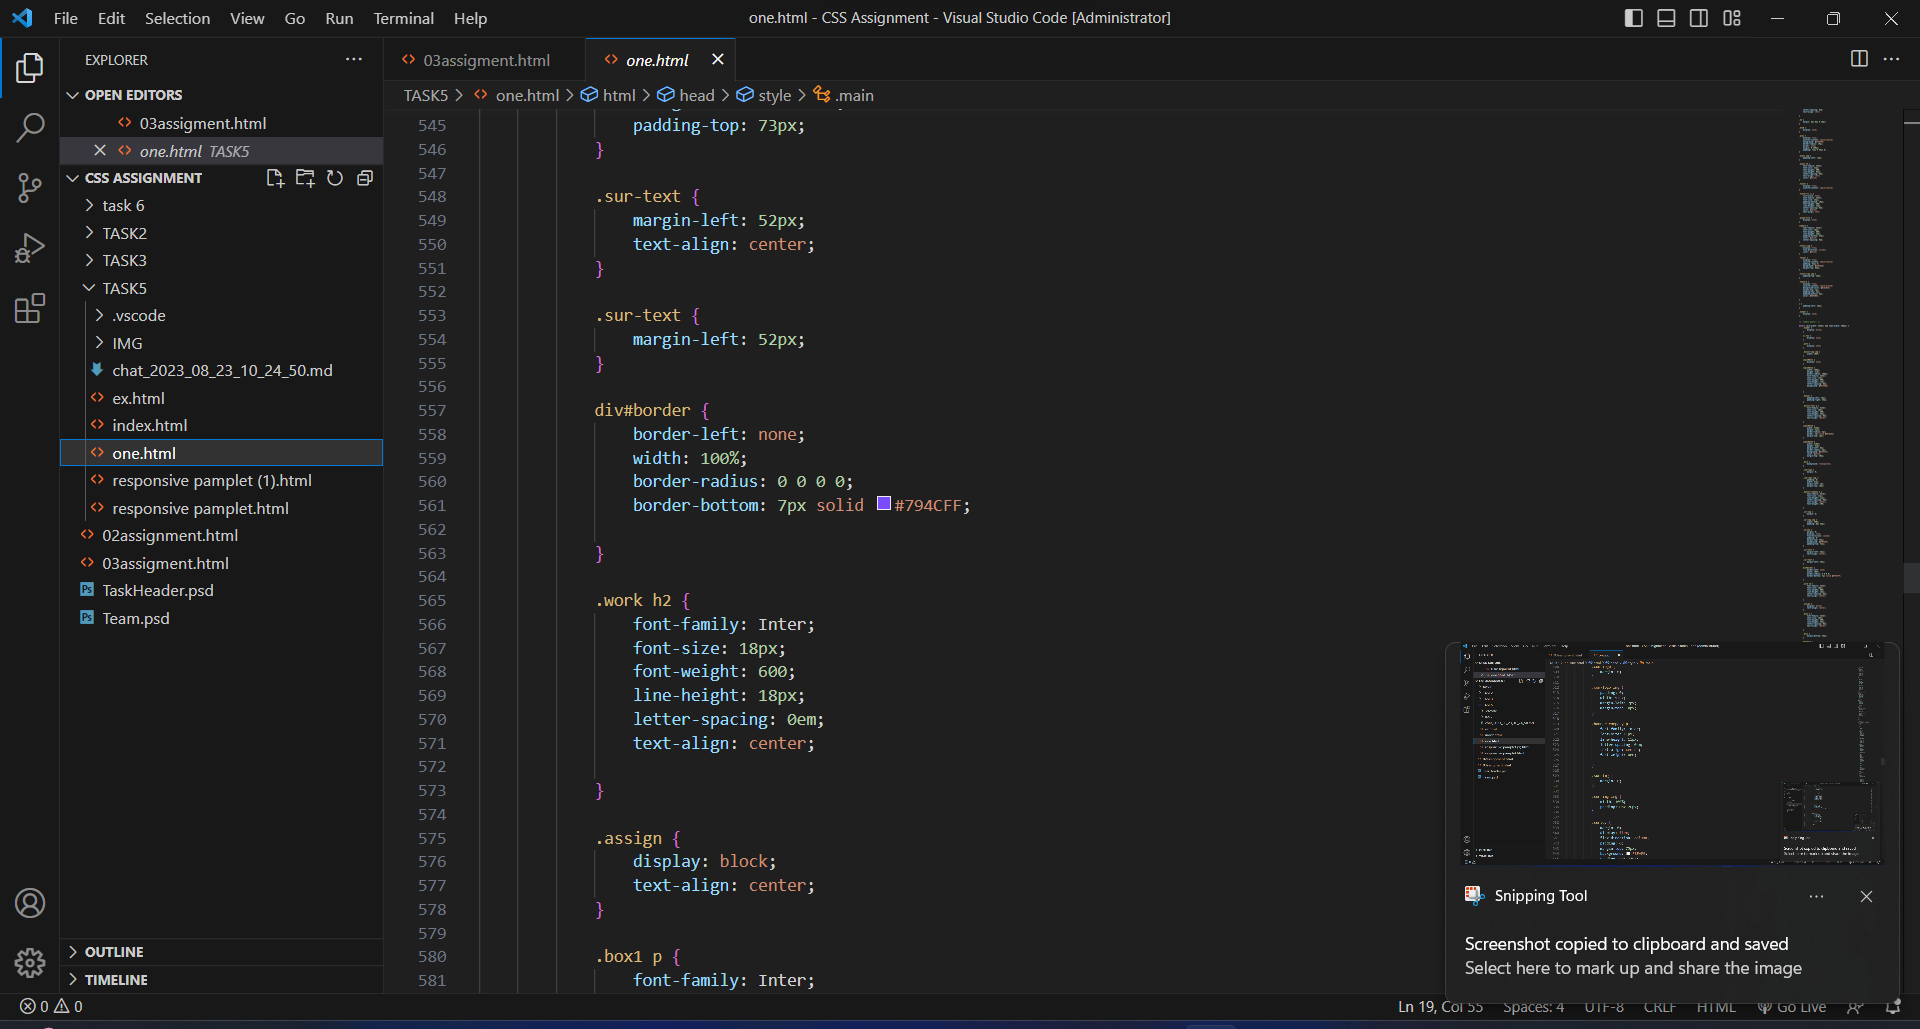 File Edit Selection View Go Run Terminal Help
one.html - CSS Assignment - Visual Studio Code [Administrator]
EXPLORER
OPEN EDITORS
03assigment.html
one.html TASK5
CSS ASSIGNMENT
task 6
TASK2
TASK3
TASK5
.vscode
IMG
chat_2023_08_23_10_24_50.md
ex.html
index.html
one.html
responsive pamplet (1).html
responsive pamplet.html
02assignment.html
03assigment.html
TaskHeader.psd
Team.psd
OUTLINE
TIMELINE
03assigment.html one.html
TASK5 > one.html > html > head > style > .main
545 padding-top: 73px;
546 }
547
548 .sur-text {
549 margin-left: 52px;
550 text-align: center;
551 }
552
553 .sur-text {
554 margin-left: 52px;
555 }
556
557 div#border {
558 border-left: none;
559 width: 100%;
560 border-radius: 0 0 0 0;
561 border-bottom: 7px solid #794CFF;
562
563 }
564
565 .work h2 {
566 font-family: Inter;
567 font-size: 18px;
568 font-weight: 600;
569 line-height: 18px;
570 letter-spacing: 0em;
571 text-align: center;
572
573 }
574
575 .assign {
576 display: block;
577 text-align: center;
578 }
579
580 .box1 p {
581 font-family: Inter;
Snipping Tool
Screenshot copied to clipboard and saved
Select here to mark up and share the image
0 0
Ln 19, Col 55 Spaces: 4 UTF-8 CRLF HTML Go Live